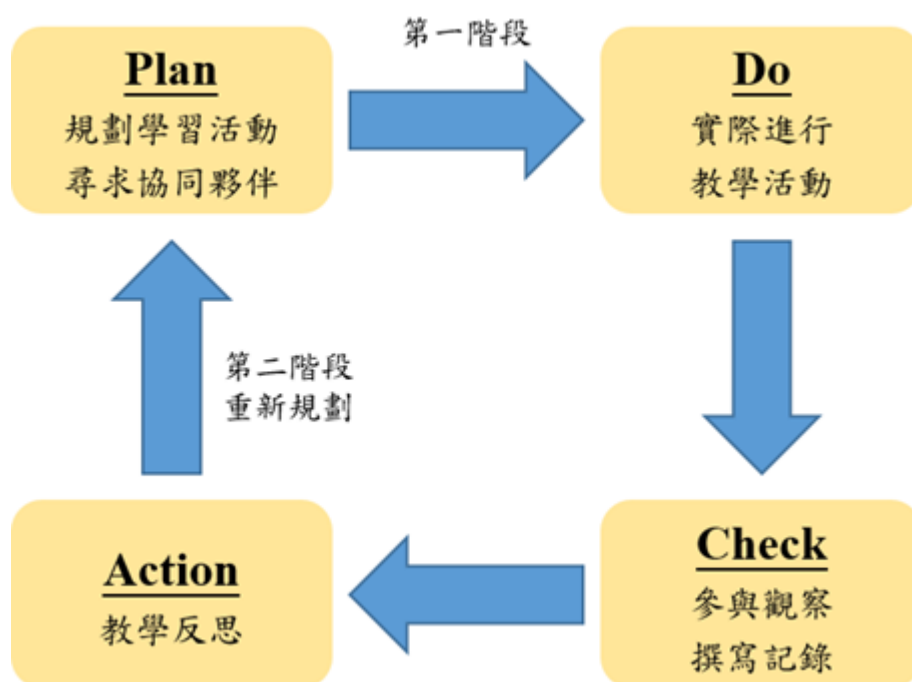 第一階段
Plan
規劃學習活動
尋求協同夥伴
Do
實際進行
教學活動
第二階段
重新規劃
Action
教學反思
Check
參與觀察
撰寫記錄